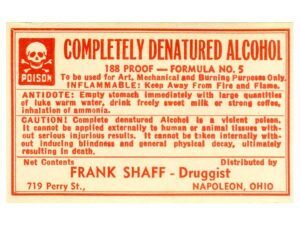 POISON
COMPLETELY DENATURED ALCOHOL
188 PROOF — FORMULA NO. 5
To be used for Art, Mechanical and Burning Purposes Only.
INFLAMMABLE: Keep Away From Fire and Flame.
ANTIDOTE: Empty stomach immediately with large quantities
of luke warm water, drink freely sweet milk or strong coffee,
inhalation of ammonia.
CAUTION! Complete denatured Alcohol is a violent poison.
It cannot be applied externally to human or animal tissues with-
out serious injurious results. It cannot be taken internally with-
out inducing blindness and general physical decay, ultimately
resulting in death.
Net Contents Distributed by
FRANK SHAFF - Druggist
719 Perry St., NAPOLEON, OHIO